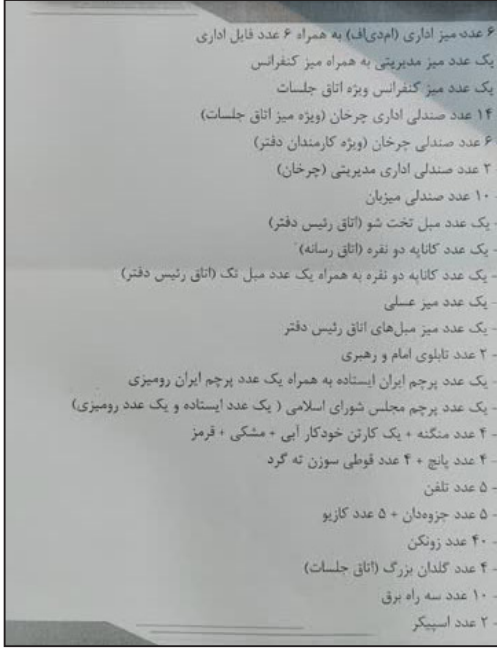 ۶ عدد میز اداری (ام‌دی‌اف) به همراه ۶ عدد فایل اداری
یک عدد میز مدیریتی به همراه میز کنفرانس
یک عدد میز کنفرانس ویژه اتاق جلسات
۱۴ عدد صندلی اداری چرخان (ویژه میز اتاق جلسات)
- ۶ عدد صندلی چرخان (ویژه کارمندان دفتر)
- ۲ عدد صندلی اداری مدیریتی (چرخان)
- ۱۰ عدد صندلی میزبان
- یک عدد مبل تخت شو (اتاق رئیس دفتر)
- یک عدد کاناپه دو نفره (اتاق رسانه)
- یک عدد کاناپه دو نفره به همراه یک عدد مبل تک (اتاق رئیس دفتر)
- یک عدد میز عسلی
- یک عدد میز مبل‌های اتاق رئیس دفتر
- ۲ عدد تابلوی امام و رهبری
- یک عدد پرچم ایران ایستاده به همراه یک عدد پرچم ایران رومیزی
- یک عدد پرچم مجلس شورای اسلامی ( یک عدد ایستاده و یک عدد رومیزی)
- ۴ عدد منگنه + یک کارتن خودکار آبی + مشکی + قرمز
- ۴ عدد پانچ + ۴ عدد قوطی سوزن ته گرد
- ۵ عدد تلفن
- ۵ عدد جزوه‌دان + ۵ عدد کازیو
- ۴۰ عدد زونکن
- ۴ عدد گلدان بزرگ (اتاق جلسات)
- ۱۰ عدد سه راه برق
- ۲ عدد اسپیکر